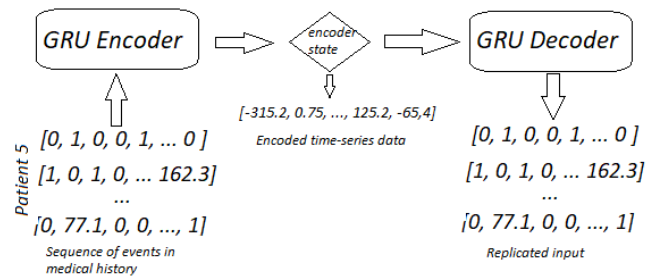 GRU Encoder
encoder
state
GRU Decoder
[-315.2, 0.75, ..., 125.2, -65,4]
Encoded time-series data
Patient 5
[0, 1, 0, 0, 1, ... 0 ]
[1, 0, 1, 0, ... 162.3]
...
[0, 77.1, 0, 0, ..., 1]
Sequence of events in
medical history
[0, 1, 0, 0, 1, ... 0]
[1, 0, 1, 0, ... 162.3]
...
[0, 77.1, 0, 0, ..., 1]
Replicated input